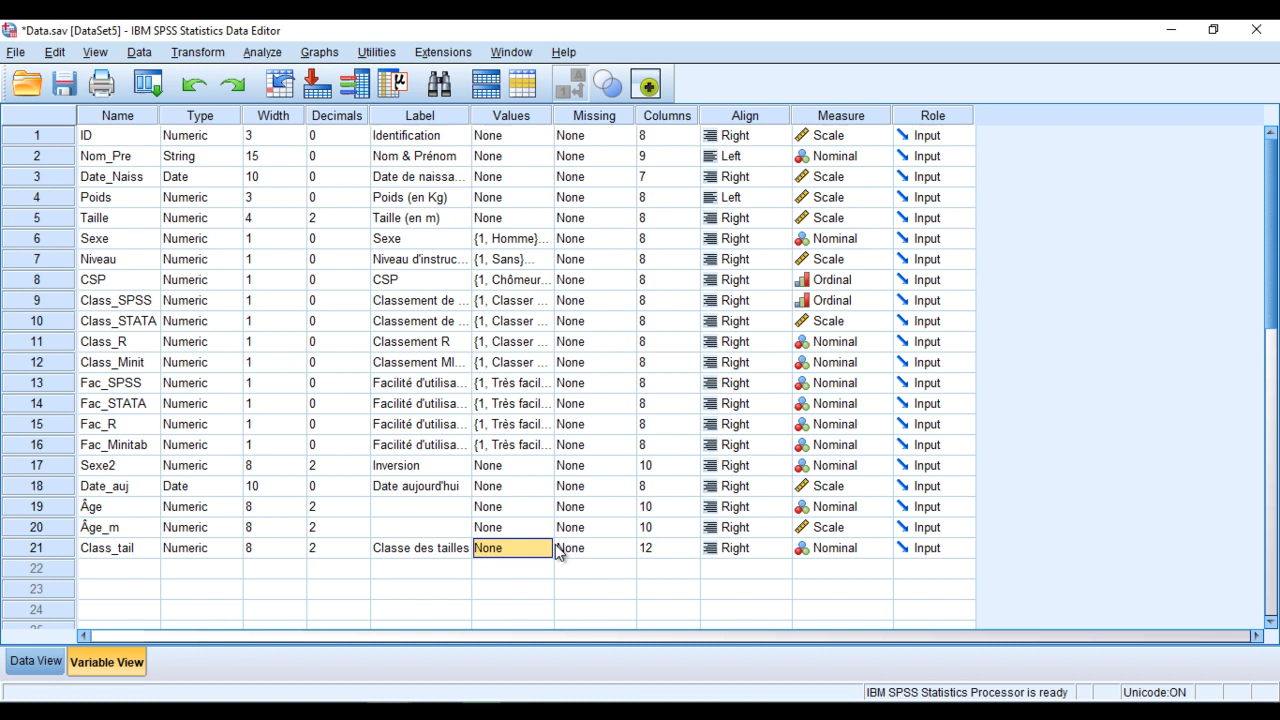 *Data.sav [DataSet5] - IBM SPSS Statistics Data Editor
File Edit View Data Transform Analyze Graphs Utilities Extensions Window Help
Name Type Width Decimals Label Values Missing Columns Align Measure Role
1 ID Numeric 3 0 Identification None None 8 Right Scale Input
2 Nom_Pre String 15 0 Nom & Prénom None None 9 Left Nominal Input
3 Date_Naiss Date 10 0 Date de naissa... None None 7 Right Scale Input
4 Poids Numeric 3 0 Poids (en Kg) None None 8 Left Scale Input
5 Taille Numeric 4 2 Taille (en m) None None 8 Right Scale Input
6 Sexe Numeric 1 0 Sexe {1, Homme}... None 8 Right Nominal Input
7 Niveau Numeric 1 0 Niveau d'instruc... {1, Sans}... None 8 Right Scale Input
8 CSP Numeric 1 0 CSP {1, Chômeur... None 8 Right Ordinal Input
9 Class_SPSS Numeric 1 0 Classement de ... {1, Classer ... None 8 Right Ordinal Input
10 Class_STATA Numeric 1 0 Classement de ... {1, Classer ... None 8 Right Scale Input
11 Class_R Numeric 1 0 Classement R {1, Classer ... None 8 Right Nominal Input
12 Class_Minit Numeric 1 0 Classement MI... {1, Classer ... None 8 Right Nominal Input
13 Fac_SPSS Numeric 1 0 Facilité d'utilisa... {1, Très facil... None 8 Right Nominal Input
14 Fac_STATA Numeric 1 0 Facilité d'utilisa... {1, Très facil... None 8 Right Nominal Input
15 Fac_R Numeric 1 0 Facilité d'utilisa... {1, Très facil... None 8 Right Nominal Input
16 Fac_Minitab Numeric 1 0 Facilité d'utilisa... {1, Très facil... None 8 Right Nominal Input
17 Sexe2 Numeric 8 2 Inversion None None 10 Right Nominal Input
18 Date_auj Date 10 0 Date aujourd'hui None None 8 Right Scale Input
19 Âge Numeric 8 2 None None 10 Right Nominal Input
20 Âge_m Numeric 8 2 None None 10 Right Scale Input
21 Class_tail Numeric 8 2 Classe des tailles None None 12 Right Nominal Input
22
23
24
Data View Variable View
IBM SPSS Statistics Processor is ready Unicode:ON